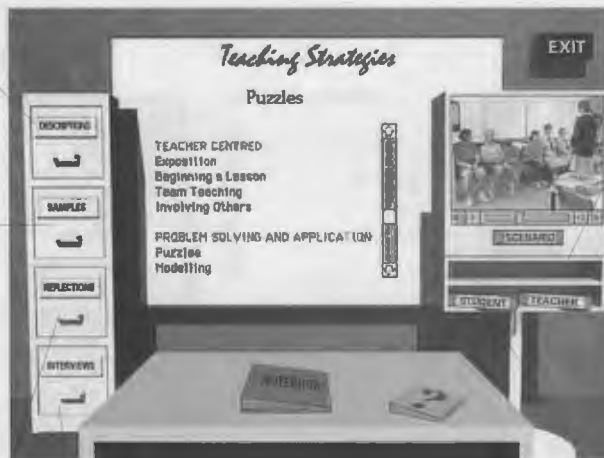 Teaching Strategies
EXIT
Puzzles
DESCRIPTIONS
TEACHER CENTRED
Exposition
Beginning a Lesson
Team Teaching
Involving Others
SAMPLES
PROBLEM SOLVING AND APPLICATION
Puzzles
Modelling
SCENARIO
REFLECTIONS
STUDENT
TEACHER
INTERVIEWS
NOTEBOOK
?